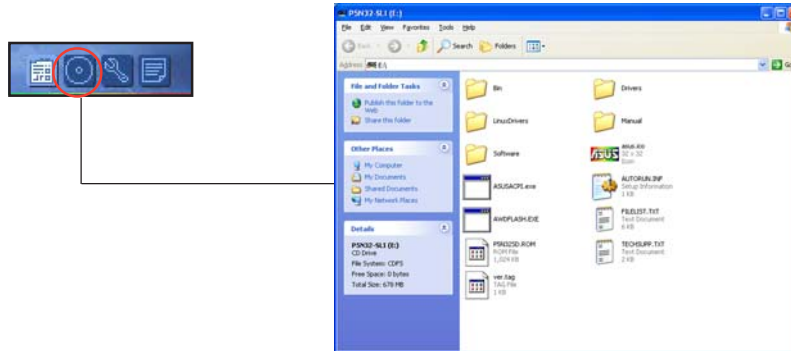 P5N32-SLI (E:)
File Edit View Favorites Tools Help
Back Search Folders
Address E:\ Go
File and Folder Tasks
Publish this folder to the Web
Share this folder
Other Places
My Computer
My Documents
Shared Documents
My Network Places
Details
P5N32-SLI (E:)
CD Drive
File System: CDFS
Free Space: 0 bytes
Total Size: 678 MB
Bin
Drivers
LinuxDrivers
Manual
Software
ASUS
asus.ico
32 x 32
Icon
ASUSACPI.exe
AUTORUN.INF
Setup Information
1 KB
AWDFLASH.EXE
FILELIST.TXT
Text Document
6 KB
P5N32SD.ROM
ROM File
1,024 KB
TECHSUPP.TXT
Text Document
2 KB
ver.tag
TAG File
1 KB